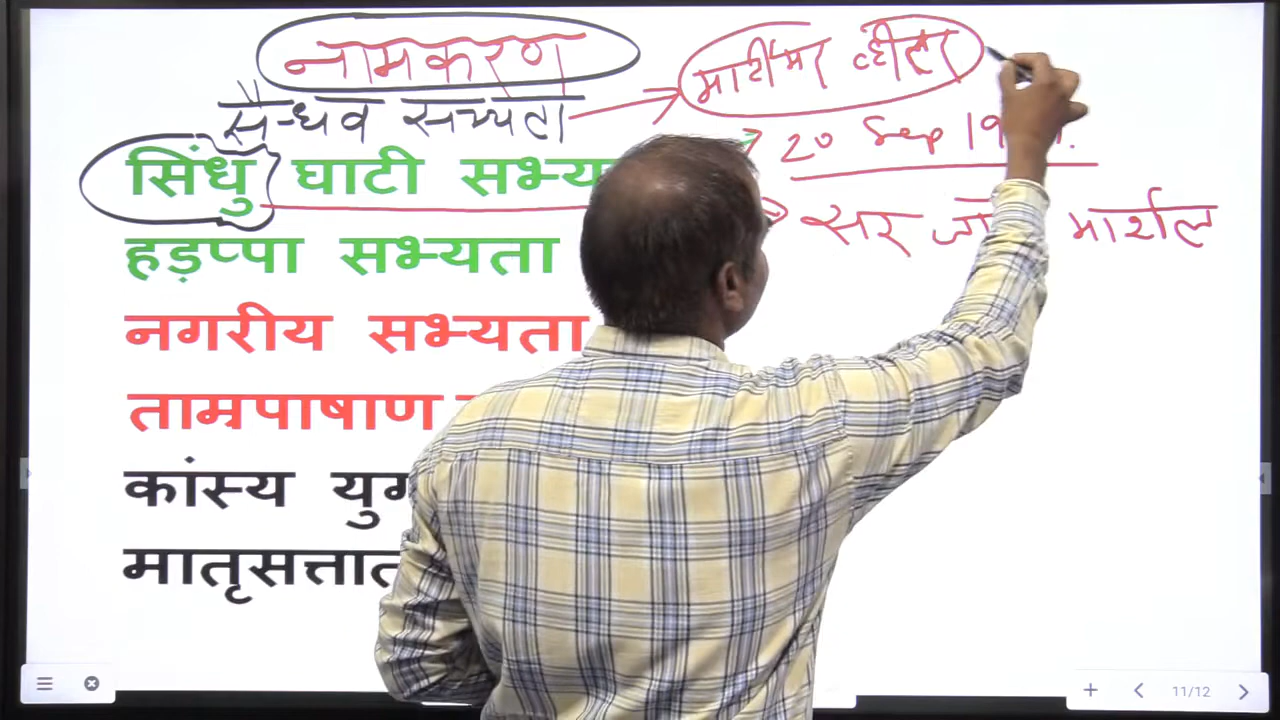 नामकरण
सैन्धव सभ्यता → मार्टीमर व्हीलर
20 Sep 19
सिंधु घाटी सभ्य
सर जॉ मार्शल
हड़प्पा सभ्यता
नगरीय सभ्यता
ताम्रपाषाण
कांस्य युग
मातृसत्तात
11/12